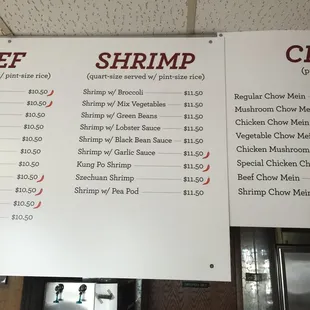 EF
w/ pint-size rice)
$10.50
$10.50
$10.50
$10.50
$10.50
$10.50
$10.50
$10.50
$10.50
$10.50
$10.50
SHRIMP
(quart-size served w/ pint-size rice)
Shrimp w/ Broccoli $11.50
Shrimp w/ Mix Vegetables $11.50
Shrimp w/ Green Beans $11.50
Shrimp w/ Lobster Sauce $11.50
Shrimp w/ Black Bean Sauce $11.50
Shrimp w/ Garlic Sauce $11.50
Kung Po Shrimp $11.50
Szechuan Shrimp $11.50
Shrimp w/ Pea Pod $11.50
Regular Chow Mein
Mushroom Chow Me
Chicken Chow Mein
Vegetable Chow Mei
Chicken Mushroom
Special Chicken Ch
Beef Chow Mein
Shrimp Chow Mein